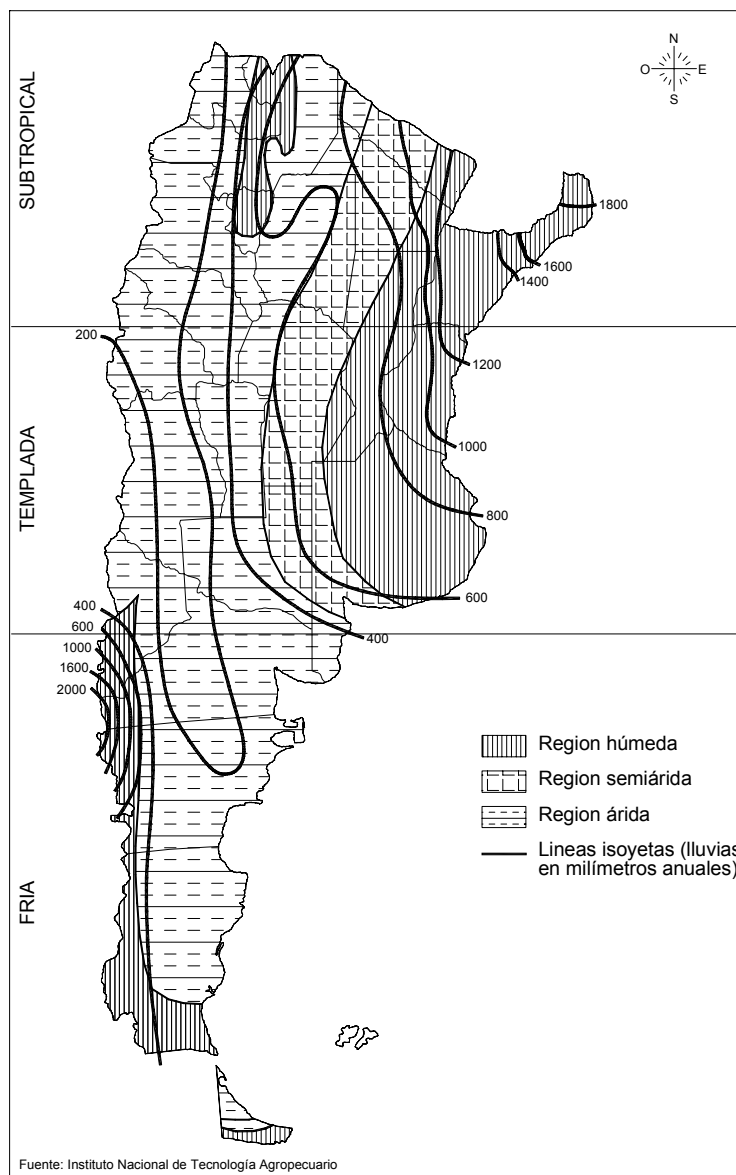 SUBTROPICAL
N
O
E
S
1800
1600
1400
200
1200
TEMPLADA
1000
800
400
600
600
1000
400
1600
2000
Region húmeda
Region semiárida
Region árida
Lineas isoyetas (lluvias
en milímetros anuales)
FRIA
Fuente: Instituto Nacional de Tecnología Agropecuario